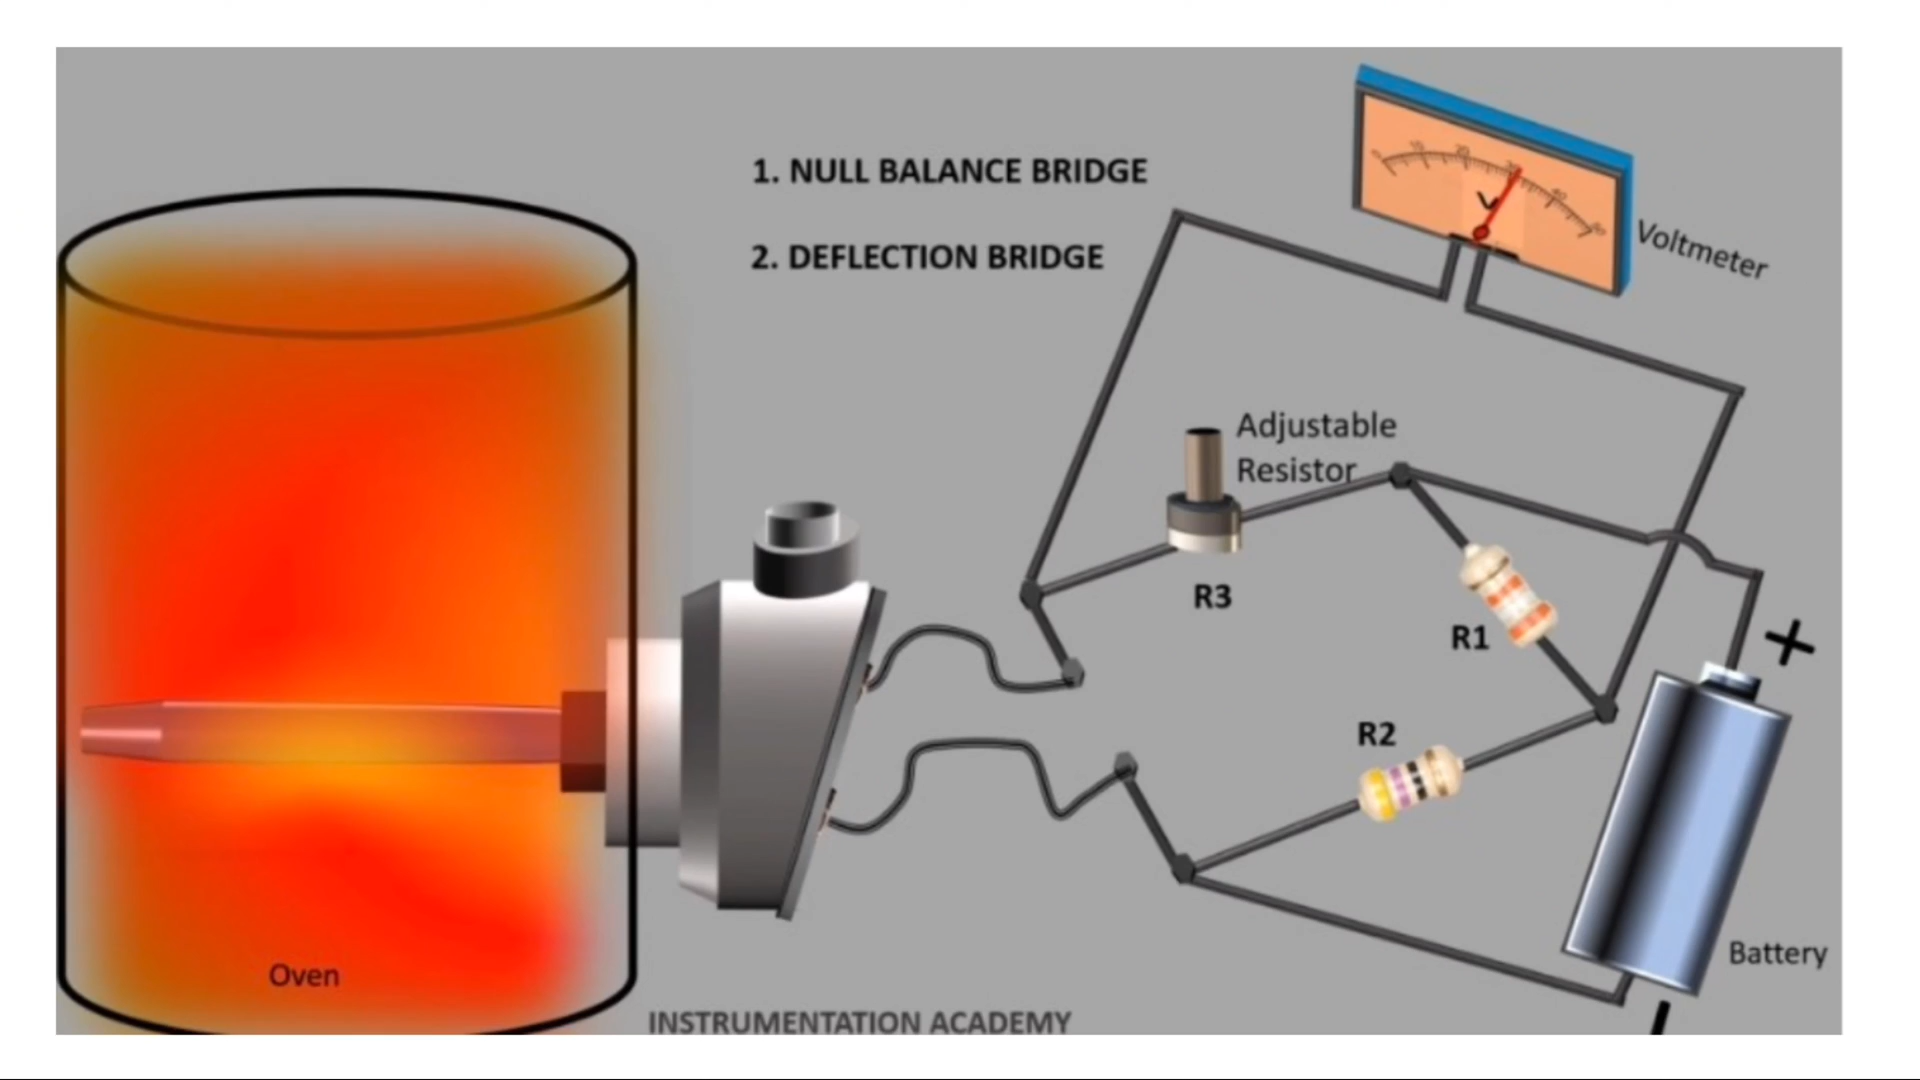 1. NULL BALANCE BRIDGE
2. DEFLECTION BRIDGE
Voltmeter
V
Adjustable
Resistor
R3
R1
+
R2
Battery
Oven
INSTRUMENTATION ACADEMY